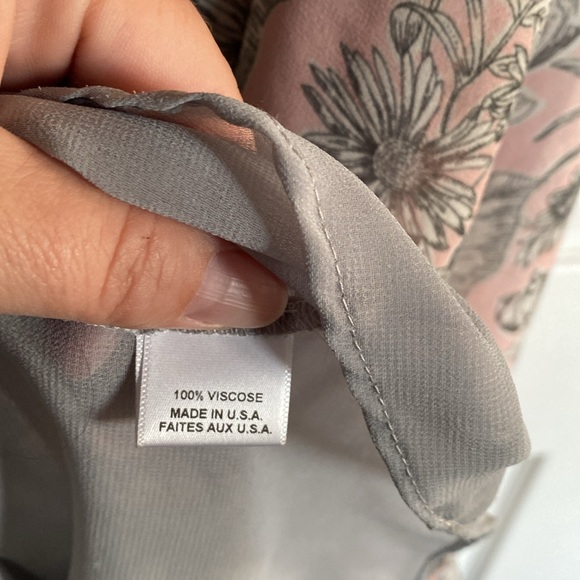 100% VISCOSE
MADE IN U.S.A.
FAITES AUX U.S.A.